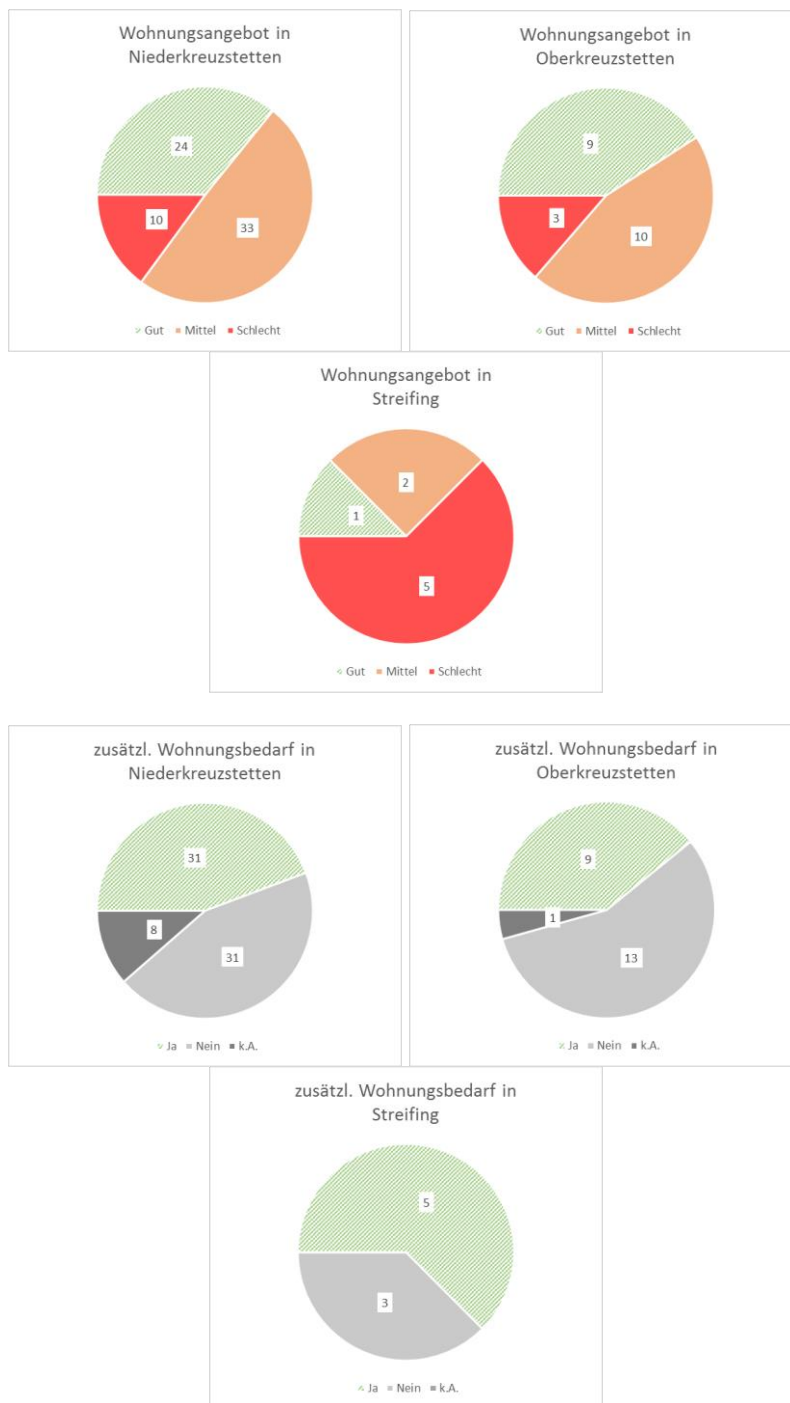 Wohnungsangebot in
Niederkreuzstetten
24
10
33
Gut Mittel Schlecht
Wohnungsangebot in
Oberkreuzstetten
9
3
10
Gut Mittel Schlecht
Wohnungsangebot in
Streifing
2
1
5
Gut Mittel Schlecht
zusätzl. Wohnungsbedarf in
Niederkreuzstetten
31
8
31
Ja Nein k.A.
zusätzl. Wohnungsbedarf in
Oberkreuzstetten
9
1
13
Ja Nein k.A.
zusätzl. Wohnungsbedarf in
Streifing
5
3
Ja Nein k.A.